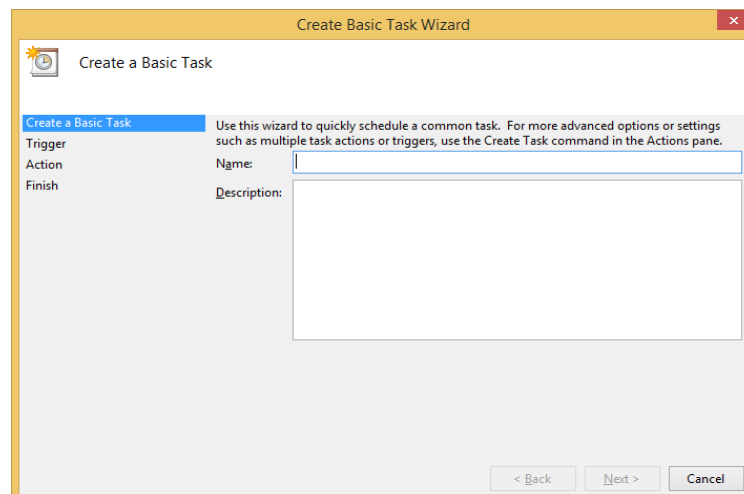 Create Basic Task Wizard
Create a Basic Task
Create a Basic Task
Trigger
Action
Finish
Use this wizard to quickly schedule a common task. For more advanced options or settings
such as multiple task actions or triggers, use the Create Task command in the Actions pane.
Name:
Description:
< Back
Next >
Cancel